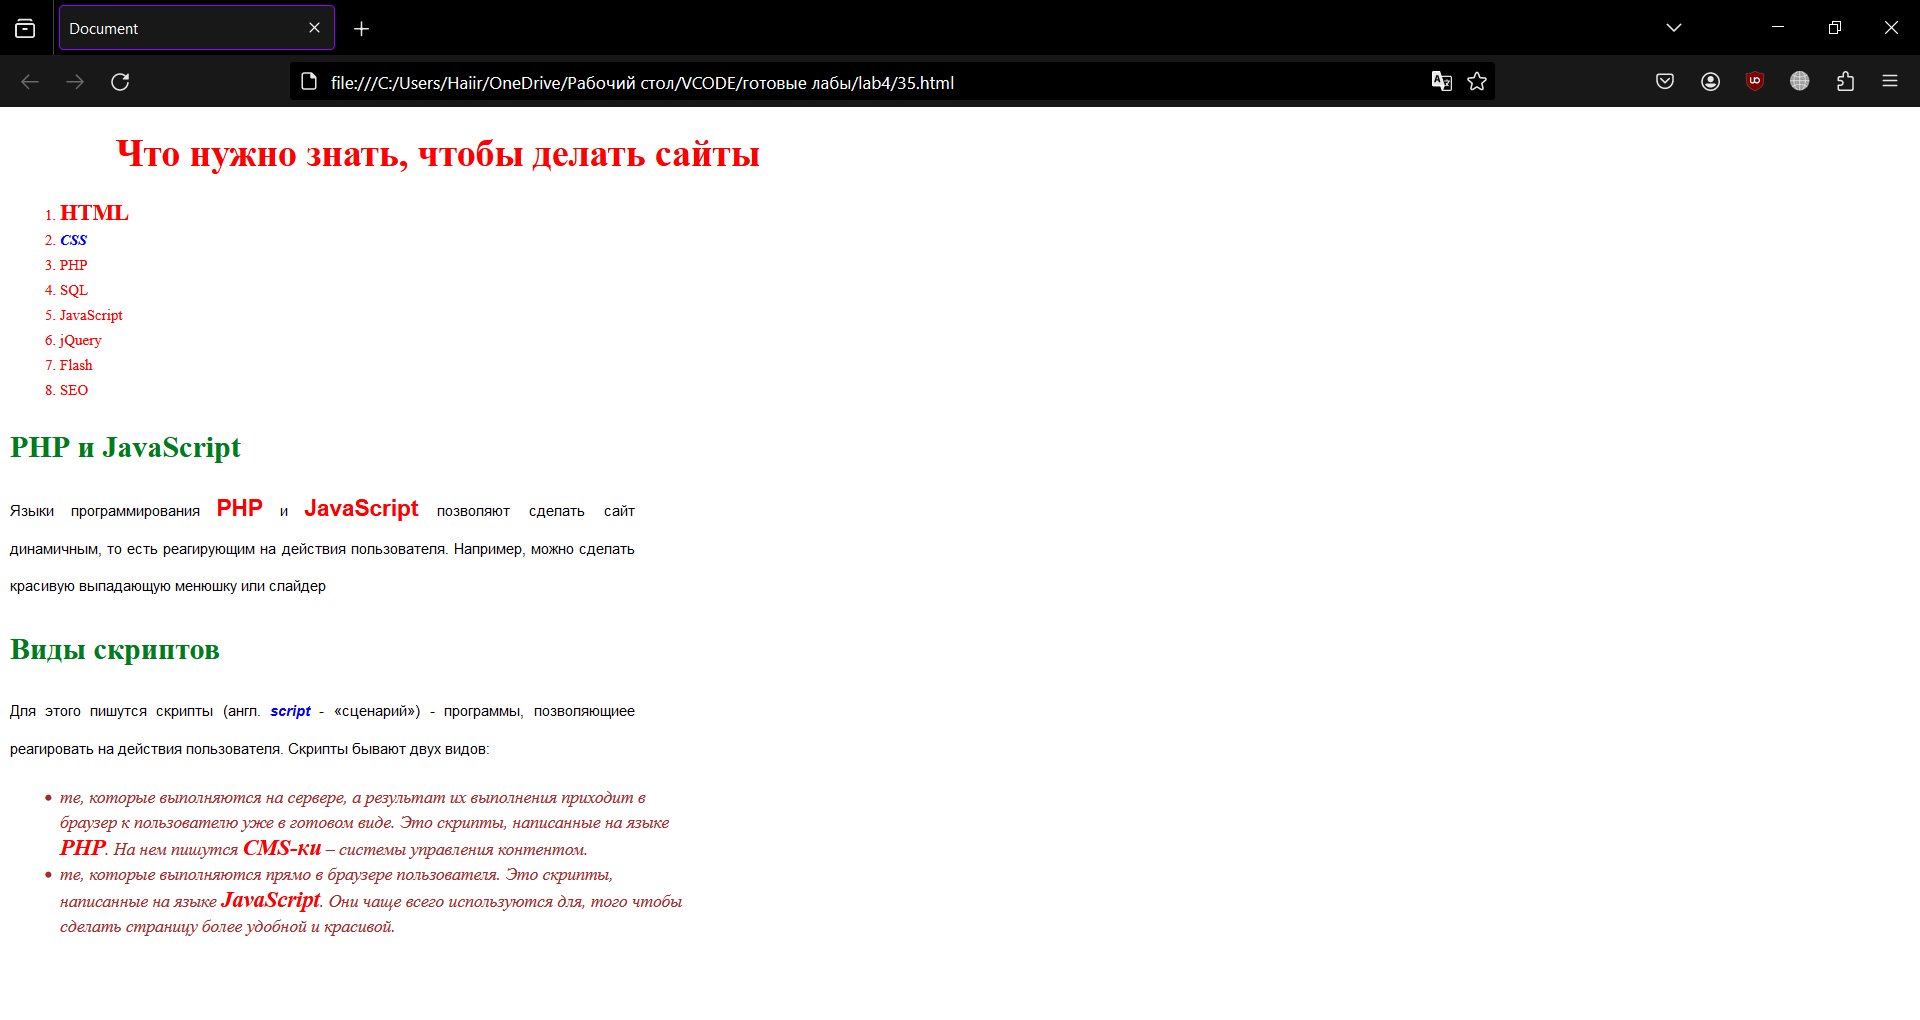 Document
file:///C:/Users/Haiir/OneDrive/Рабочий стол/VCODE/готовые лабы/lab4/35.html
Что нужно знать, чтобы делать сайты
1. HTML
2. CSS
3. PHP
4. SQL
5. JavaScript
6. jQuery
7. Flash
8. SEO
PHP и JavaScript
Языки программирования PHP и JavaScript позволяют сделать сайт
динамичным, то есть реагирующим на действия пользователя. Например, можно сделать
красивую выпадающую менюшку или слайдер
Виды скриптов
Для этого пишутся скрипты (англ. script - «сценарий») - программы, позволяющиее
реагировать на действия пользователя. Скрипты бывают двух видов:
• те, которые выполняются на сервере, а результат их выполнения приходит в
браузер к пользователю уже в готовом виде. Это скрипты, написанные на языке
PHP. На нем пишутся CMS-ки – системы управления контентом.
• те, которые выполняются прямо в браузере пользователя. Это скрипты,
написанные на языке JavaScript. Они чаще всего используются для, того чтобы
сделать страницу более удобной и красивой.